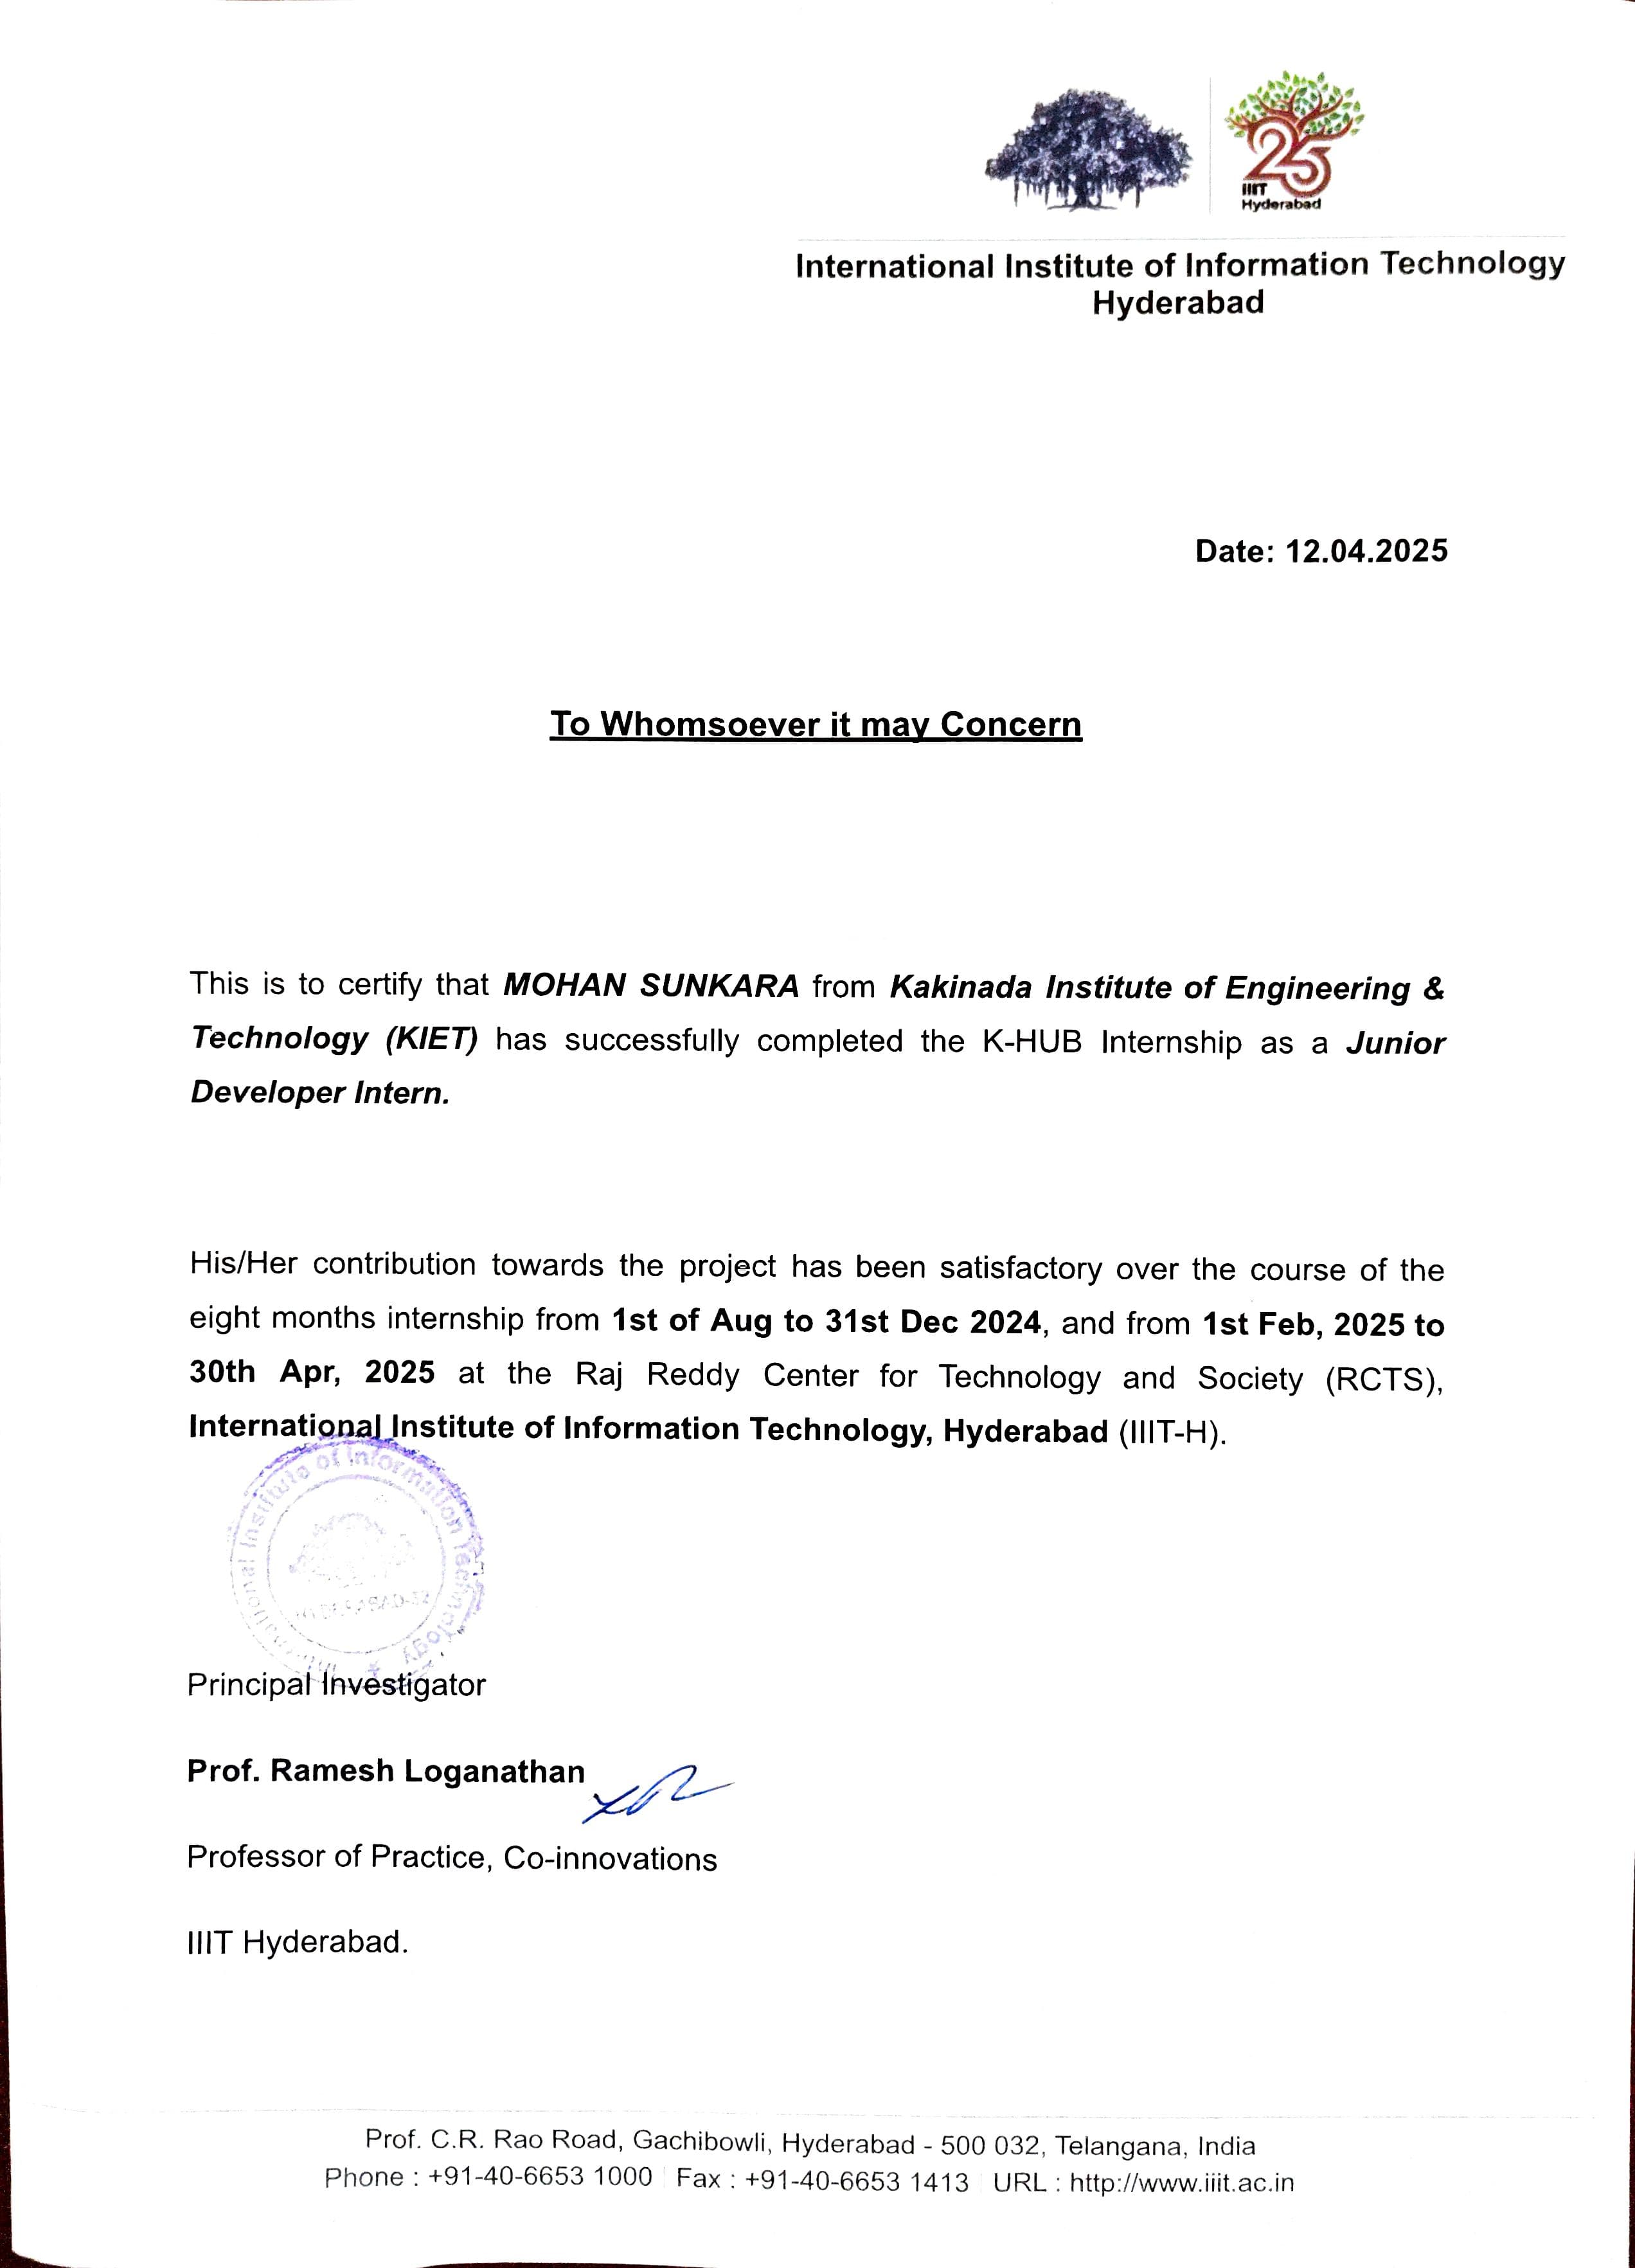 25
IIIT
Hyderabad
International Institute of Information Technology
Hyderabad
Date: 12.04.2025
To Whomsoever it may Concern
This is to certify that MOHAN SUNKARA from Kakinada Institute of Engineering &
Technology (KIET) has successfully completed the K-HUB Internship as a Junior
Developer Intern.
His/Her contribution towards the project has been satisfactory over the course of the
eight months internship from 1st of Aug to 31st Dec 2024, and from 1st Feb, 2025 to
30th Apr, 2025 at the Raj Reddy Center for Technology and Society (RCTS),
International Institute of Information Technology, Hyderabad (IIIT-H).
Institute of Information Technology
Principal Investigator
Prof. Ramesh Loganathan
Professor of Practice, Co-innovations
IIIT Hyderabad.
Prof. C.R. Rao Road, Gachibowli, Hyderabad - 500 032, Telangana, India
Phone : +91-40-6653 1000 Fax : +91-40-6653 1413 URL : http://www.iiit.ac.in